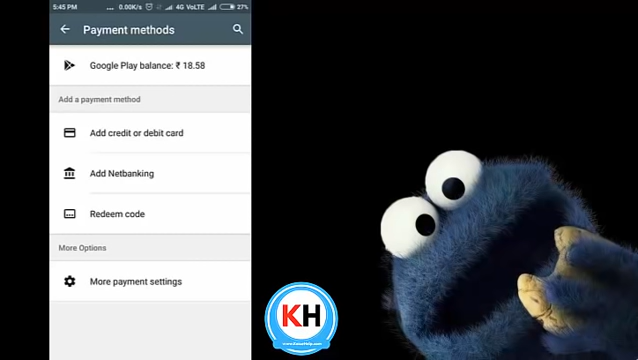 5:45 PM ... 0.00K/s 4G VoLTE 27%
Payment methods
Google Play balance: ₹ 18.58
Add a payment method
Add credit or debit card
Add Netbanking
Redeem code
More Options
More payment settings
KH